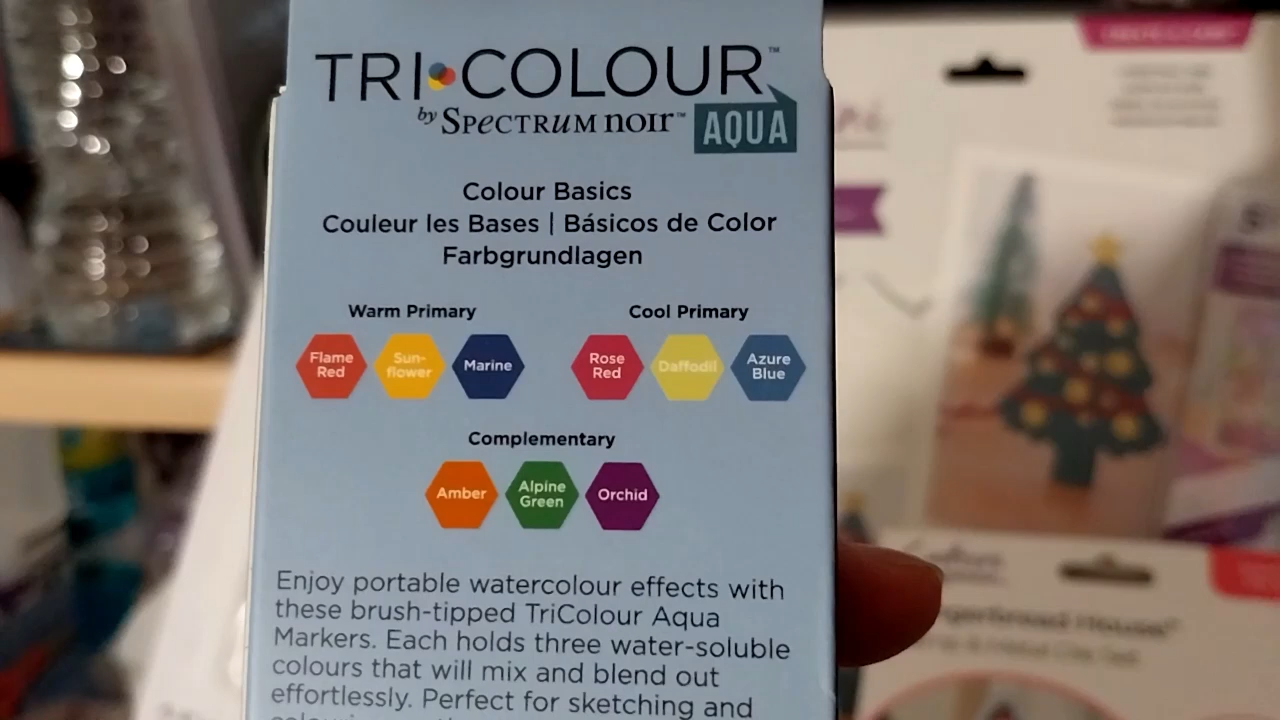 TRI•COLOUR™
by SPECTRUM noir™ AQUA
Colour Basics
Couleur les Bases | Básicos de Color
Farbgrundlagen
Warm Primary
Flame
Red
Sun-
flower
Marine
Cool Primary
Rose
Red
Daffodil
Azure
Blue
Complementary
Amber
Alpine
Green
Orchid
Enjoy portable watercolour effects with
these brush-tipped TriColour Aqua
Markers. Each holds three water-soluble
colours that will mix and blend out
effortlessly. Perfect for sketching and
House